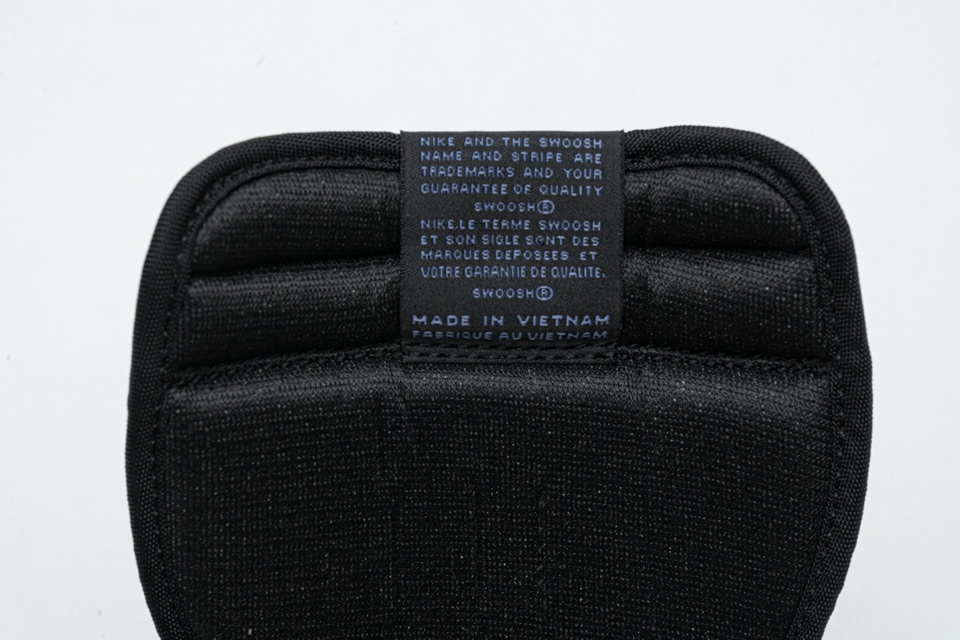 NIKE AND THE SWOOSH
NAME AND STRIPE ARE
TRADEMARKS AND YOUR
GUARANTEE OF QUALITY
SWOOSH®
NIKE.LE TERME SWOOSH
ET SON SIGLE SONT DES
MARQUES DEPOSEES ET
VOTRE GARANTIE DE QUALITE.
SWOOSH®
MADE IN VIETNAM
FABRIQUE AU VIETNAM